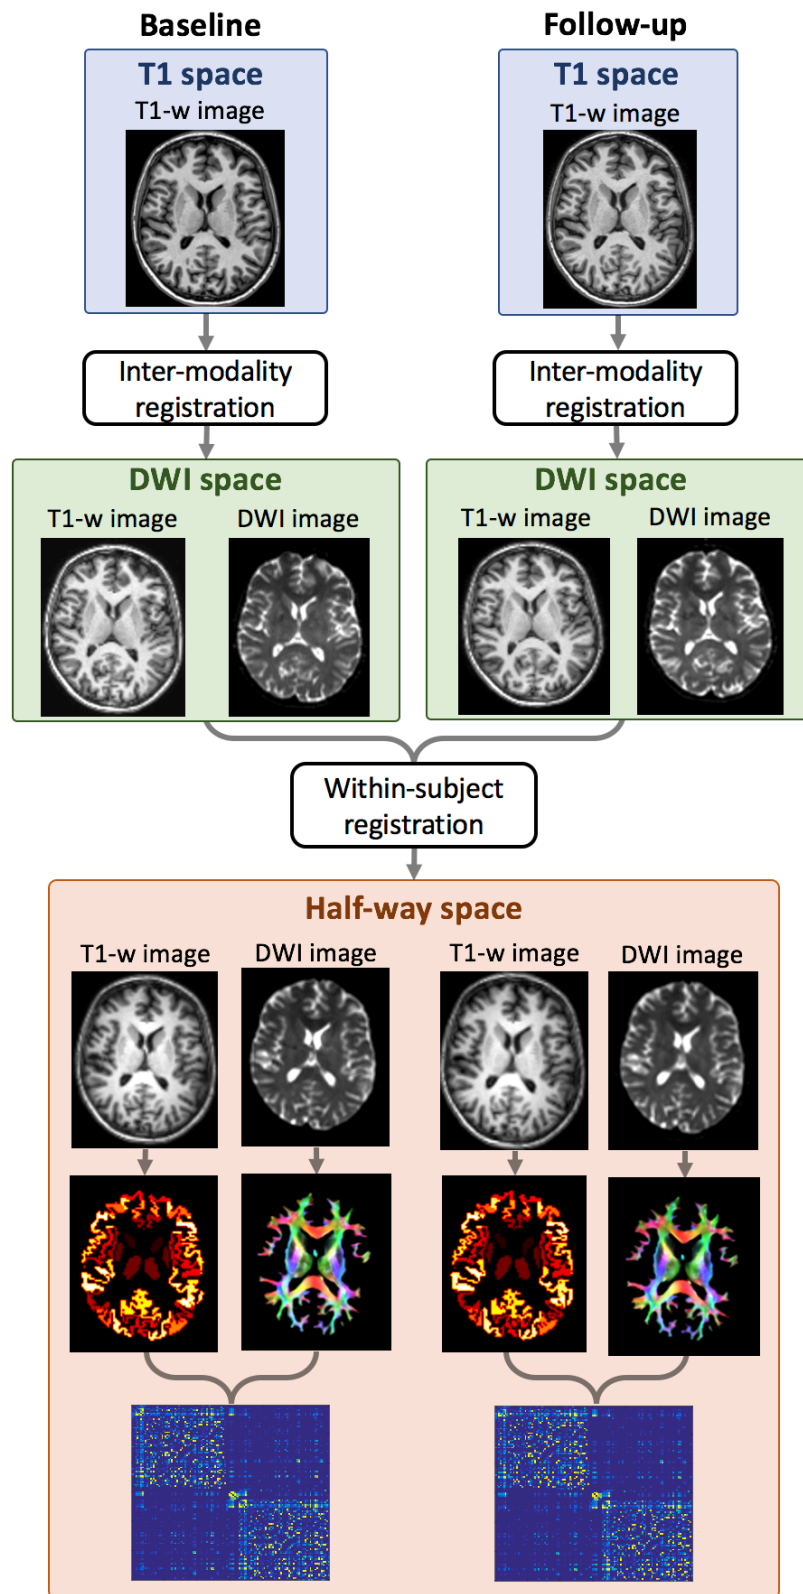 Baseline
Follow-up
T1 space
T1-w image
T1 space
T1-w image
Inter-modality
registration
Inter-modality
registration
DWI space
T1-w image
DWI image
DWI space
T1-w image
DWI image
Within-subject
registration
Half-way space
T1-w image
DWI image
T1-w image
DWI image